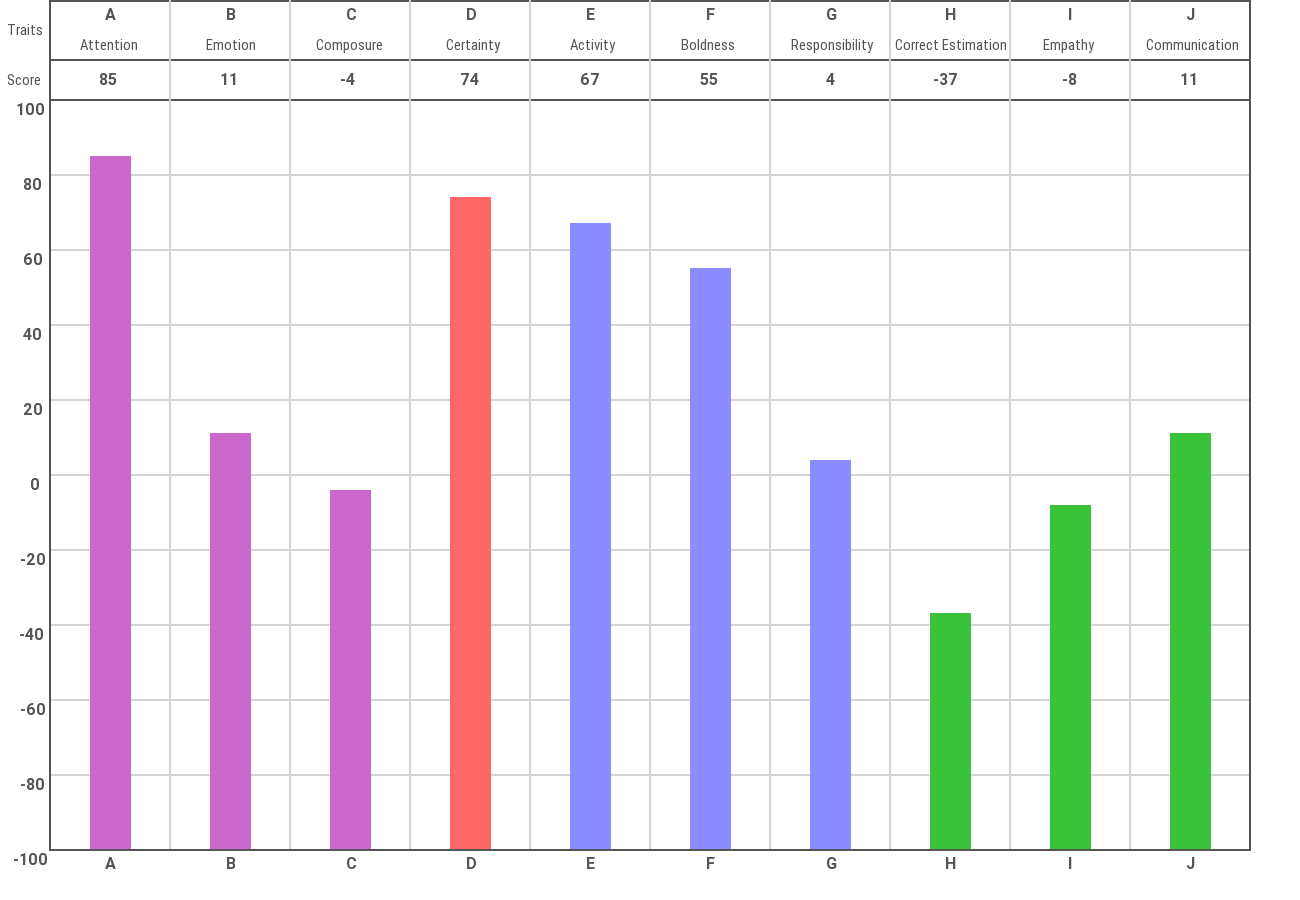 Traits
A B C D E F G H I J
Attention Emotion Composure Certainty Activity Boldness Responsibility Correct Estimation Empathy Communication
Score 85 11 -4 74 67 55 4 -37 -8 11
100
80
60
40
20
0
-20
-40
-60
-80
-100
A B C D E F G H I J